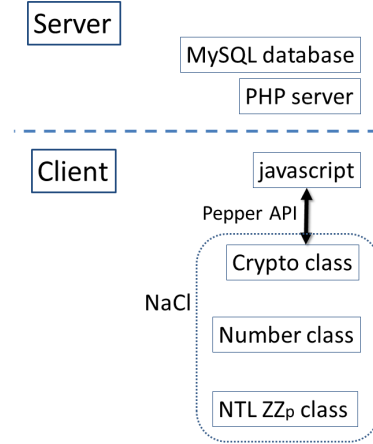 Server
MySQL database
PHP server
Client
javascript
Pepper API
Crypto class
NaCl
Number class
NTL ZZp class